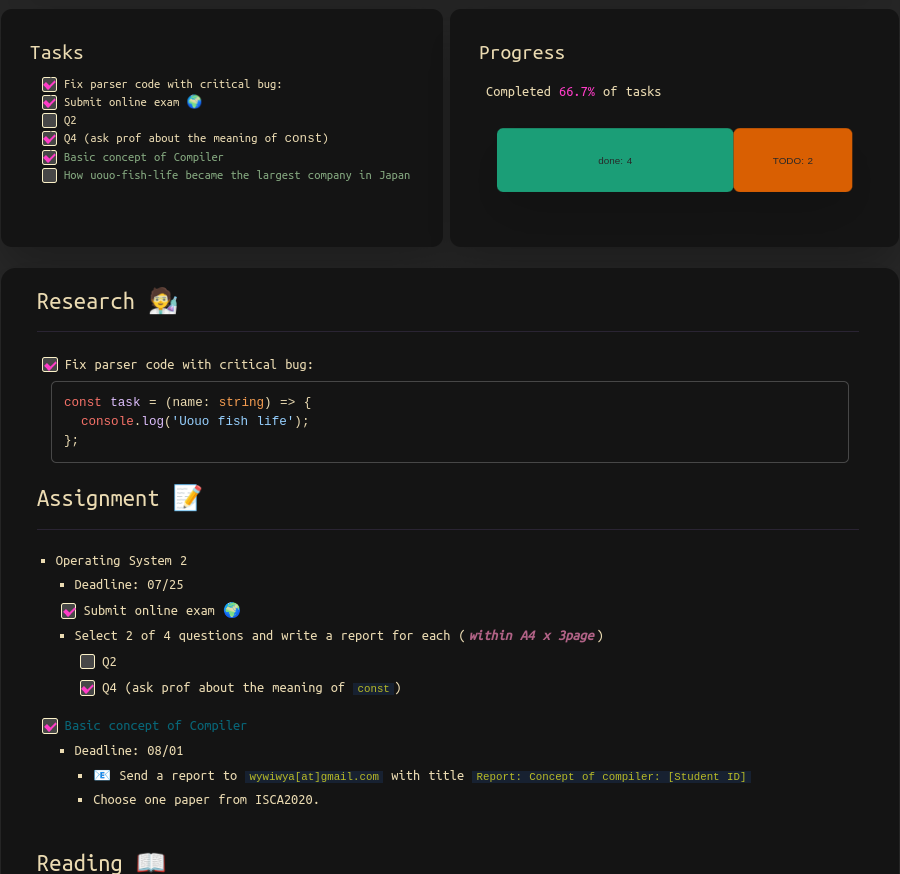 Tasks
Fix parser code with critical bug:
Submit online exam 🌍
Q2
Q4 (ask prof about the meaning of const)
Basic concept of Compiler
How uouo-fish-life became the largest company in Japan
Progress
Completed 66.7% of tasks
done: 4
TODO: 2
Research 🧑‍🔬
Fix parser code with critical bug:
const task = (name: string) => {
console.log('Uouo fish life');
};
Assignment 📝
Operating System 2
Deadline: 07/25
Submit online exam 🌍
Select 2 of 4 questions and write a report for each (within A4 x 3page)
Q2
Q4 (ask prof about the meaning of const)
Basic concept of Compiler
Deadline: 08/01
📧 Send a report to wywiwya[at]gmail.com with title Report: Concept of compiler: [Student ID]
Choose one paper from ISCA2020.
Reading 📖